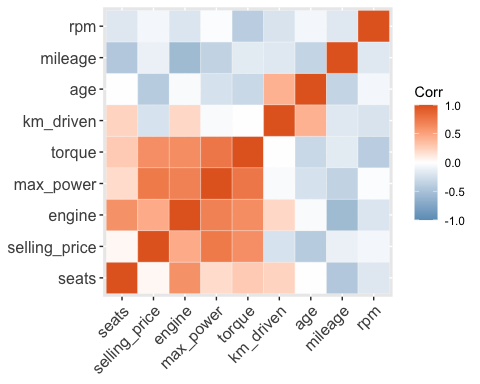 rpm
mileage
age
km_driven
torque
max_power
engine
selling_price
seats
seats
selling_price
engine
max_power
torque
km_driven
age
mileage
rpm
Corr
1.0
0.5
0.0
-0.5
-1.0